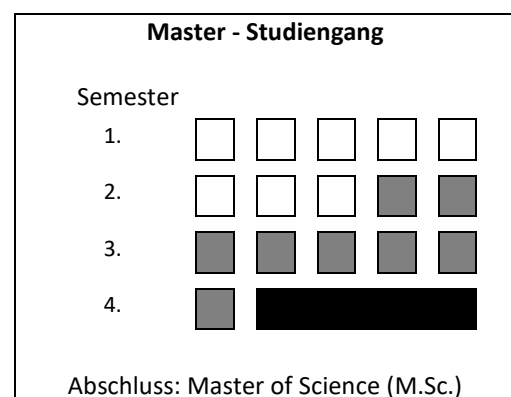 Master - Studiengang
Semester
1.
2.
3.
4.
Abschluss: Master of Science (M.Sc.)